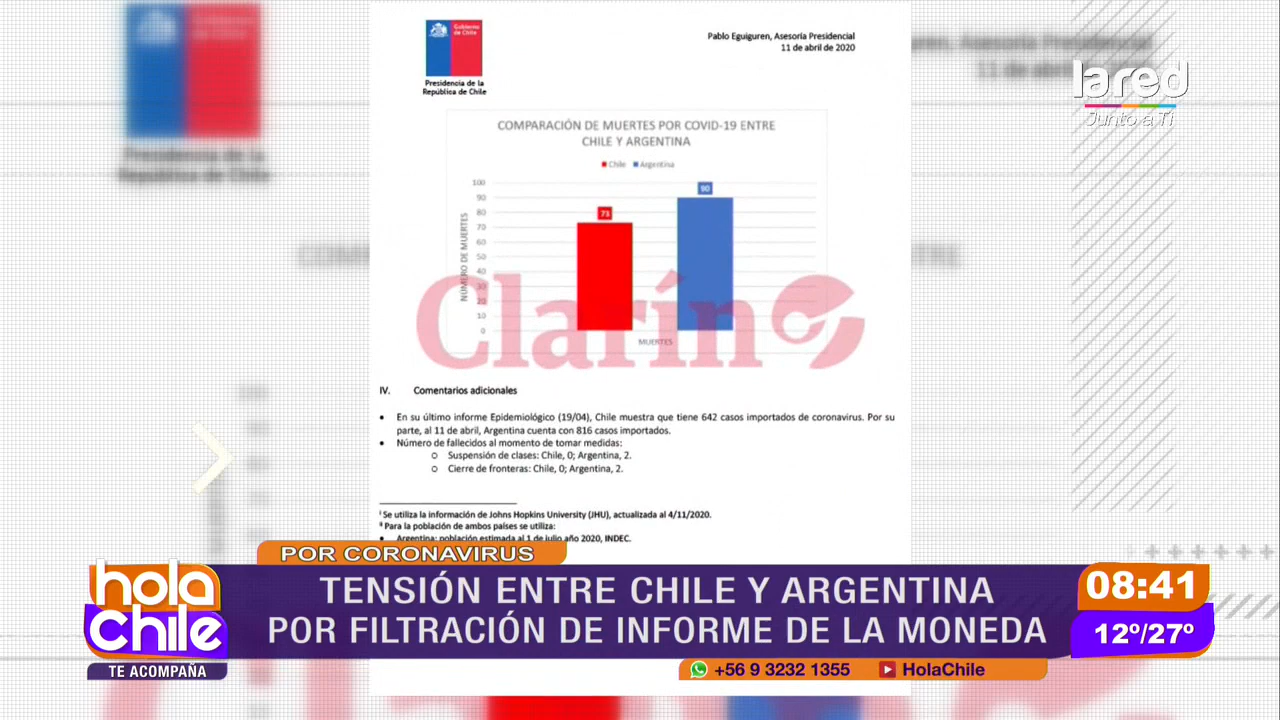 Gobierno de Chile
Presidencia de la
República de Chile
Pablo Eguiguren, Asesoría Presidencial
11 de abril de 2020
lared
Junto a Ti
COMPARACIÓN DE MUERTES POR COVID-19 ENTRE
CHILE Y ARGENTINA
Chile Argentina
NÚMERO DE MUERTES
100
90
80
70
60
50
40
30
20
10
0
73
90
MUERTES
Clarín
IV. Comentarios adicionales
• En su último informe Epidemiológico (19/04), Chile muestra que tiene 642 casos importados de coronavirus. Por su
parte, al 11 de abril, Argentina cuenta con 816 casos importados.
• Número de fallecidos al momento de tomar medidas:
o Suspensión de clases: Chile, 0; Argentina, 2.
o Cierre de fronteras: Chile, 0; Argentina, 2.
Se utiliza la información de Johns Hopkins University (JHU), actualizada al 4/11/2020.
Para la población de ambos países se utiliza:
• Argentina: población estimada al 1 de julio año 2020, INDEC.
POR CORONAVIRUS
hola
chile
TE ACOMPAÑA
TENSIÓN ENTRE CHILE Y ARGENTINA
POR FILTRACIÓN DE INFORME DE LA MONEDA
08:41
12º/27º
+56 9 3232 1355 HolaChile